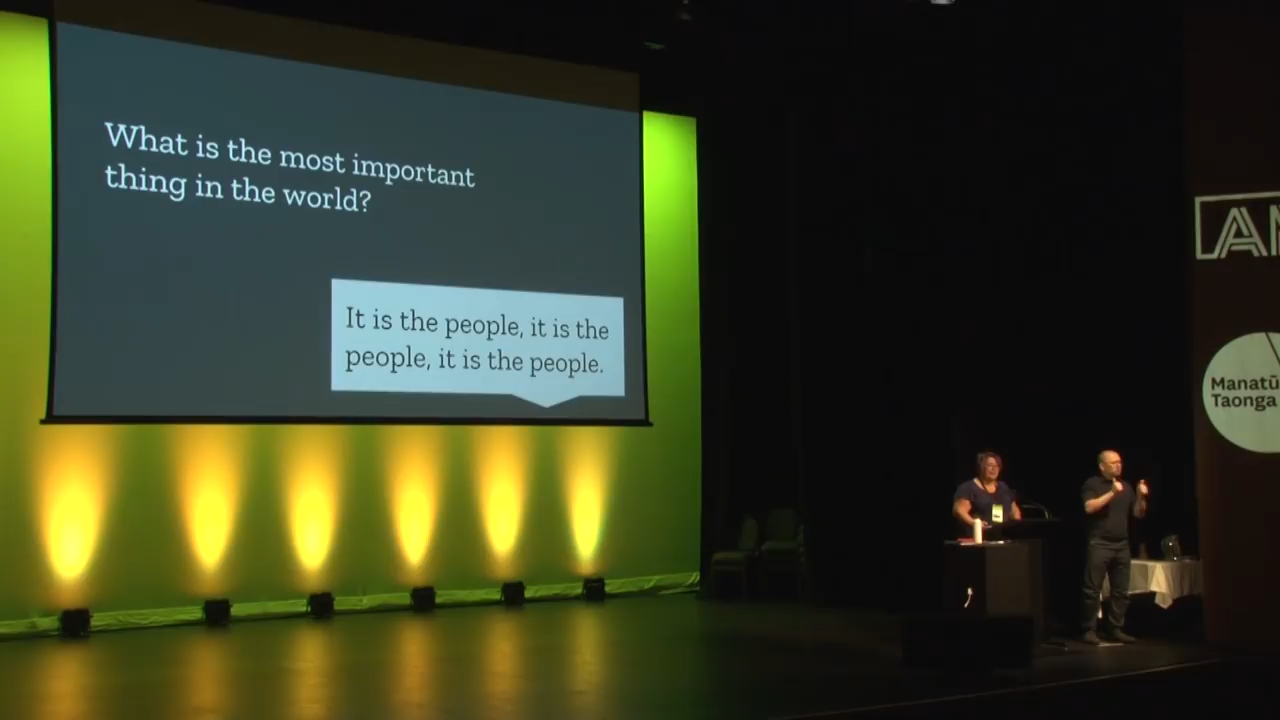 What is the most important
thing in the world?
It is the people, it is the
people, it is the people.
Manatū
Taonga